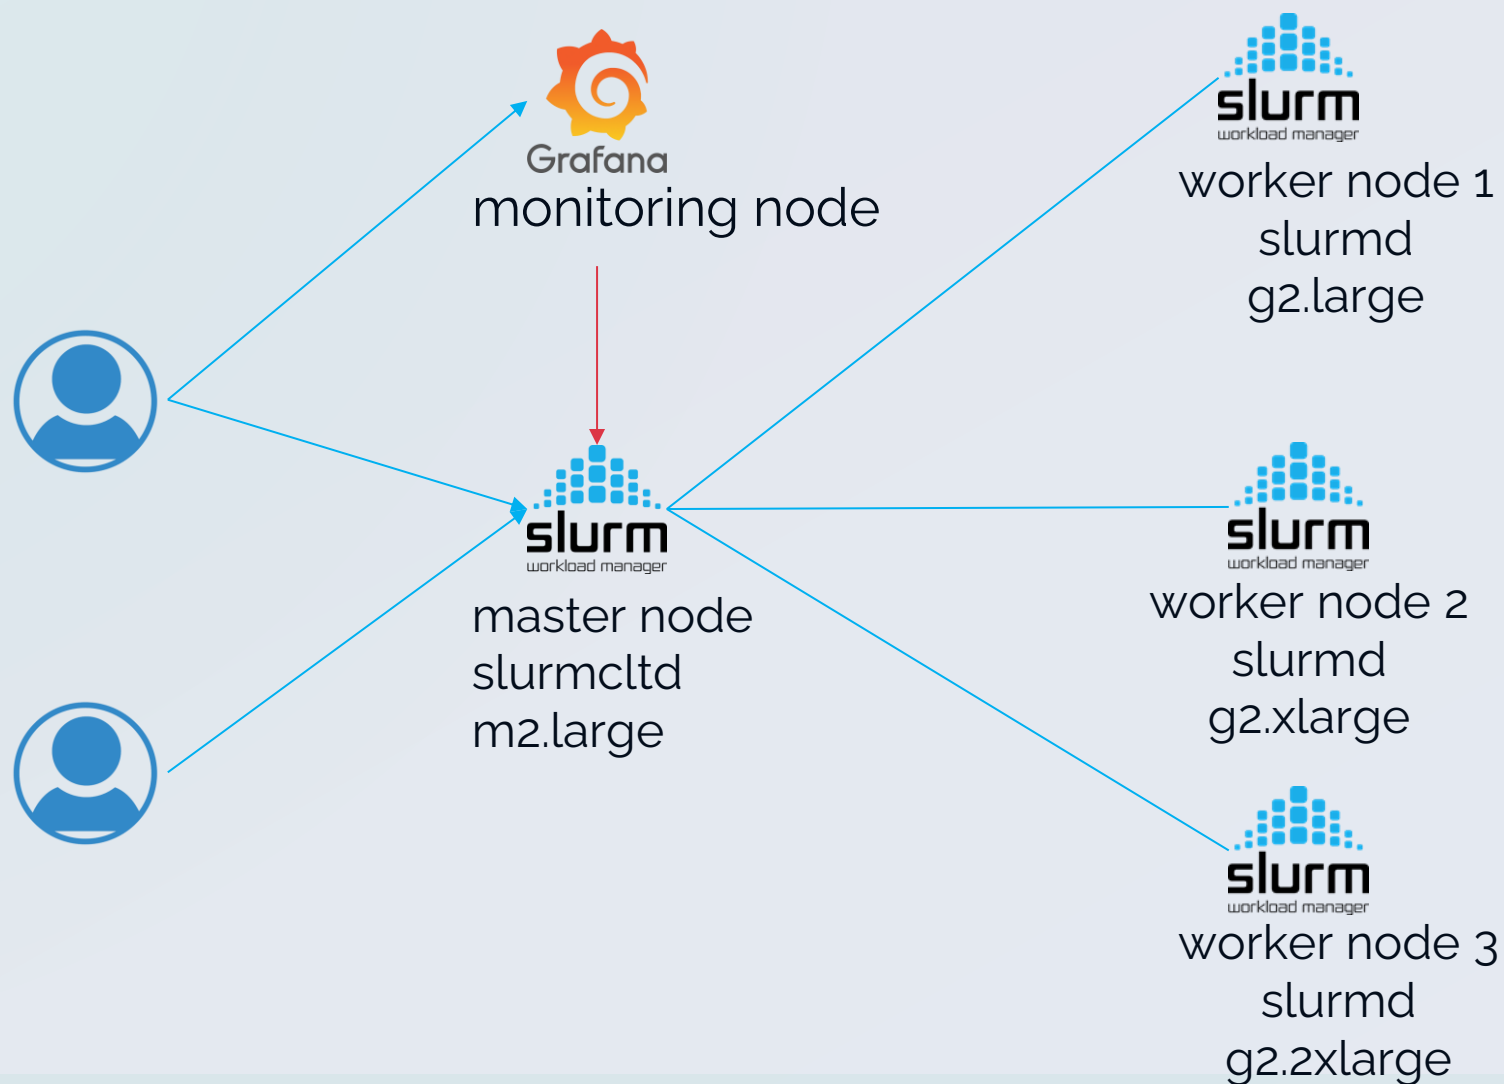 Grafana
monitoring node
slurm
workload manager
master node
slurmcltd
m2.large
slurm
workload manager
worker node 1
slurmd
g2.large
slurm
workload manager
worker node 2
slurmd
g2.xlarge
slurm
workload manager
worker node 3
slurmd
g2.2xlarge